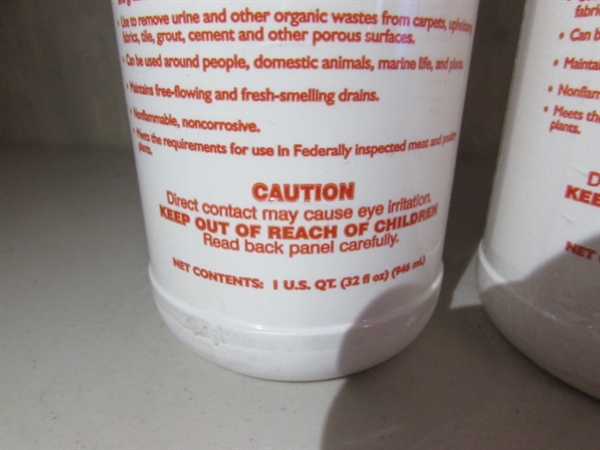 • Use to remove urine and other organic wastes from carpets, upholstery,
fabrics, tile, grout, cement and other porous surfaces.
• Can be used around people, domestic animals, marine life, and plants.
• Maintains free-flowing and fresh-smelling drains.
• Nonflammable, noncorrosive.
• Meets the requirements for use in Federally inspected meat and poultry
plants.
CAUTION
Direct contact may cause eye irritation.
KEEP OUT OF REACH OF CHILDREN
Read back panel carefully.
NET CONTENTS: 1 U.S. QT. (32 fl oz) (946 mL)
fabri
• Can b
• Mainta
• Nonflam
• Meets the
plants.
D
KEE
NET